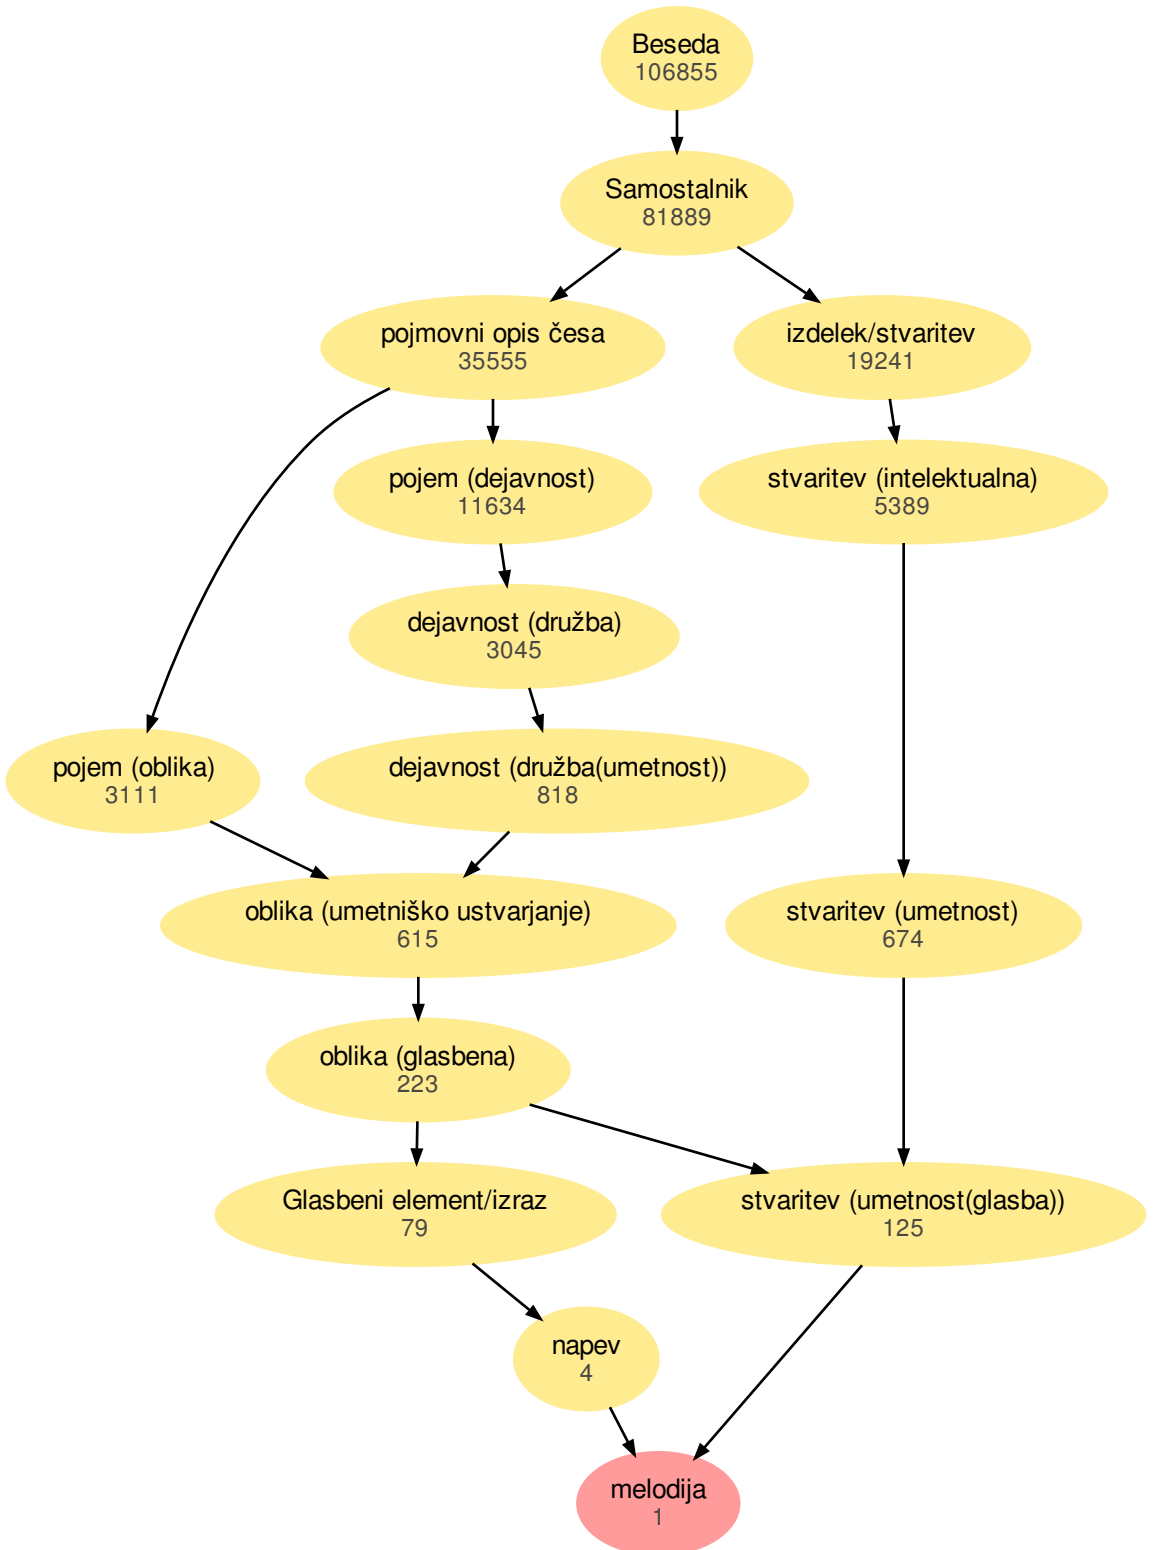 Beseda
106855
Samostalnik
81889
pojmovni opis česa
35555
izdelek/stvaritev
19241
pojem (dejavnost)
11634
stvaritev (intelektualna)
5389
dejavnost (družba)
3045
pojem (oblika)
3111
dejavnost (družba(umetnost))
818
oblika (umetniško ustvarjanje)
615
stvaritev (umetnost)
674
oblika (glasbena)
223
Glasbeni element/izraz
79
stvaritev (umetnost(glasba))
125
napev
4
melodija
1